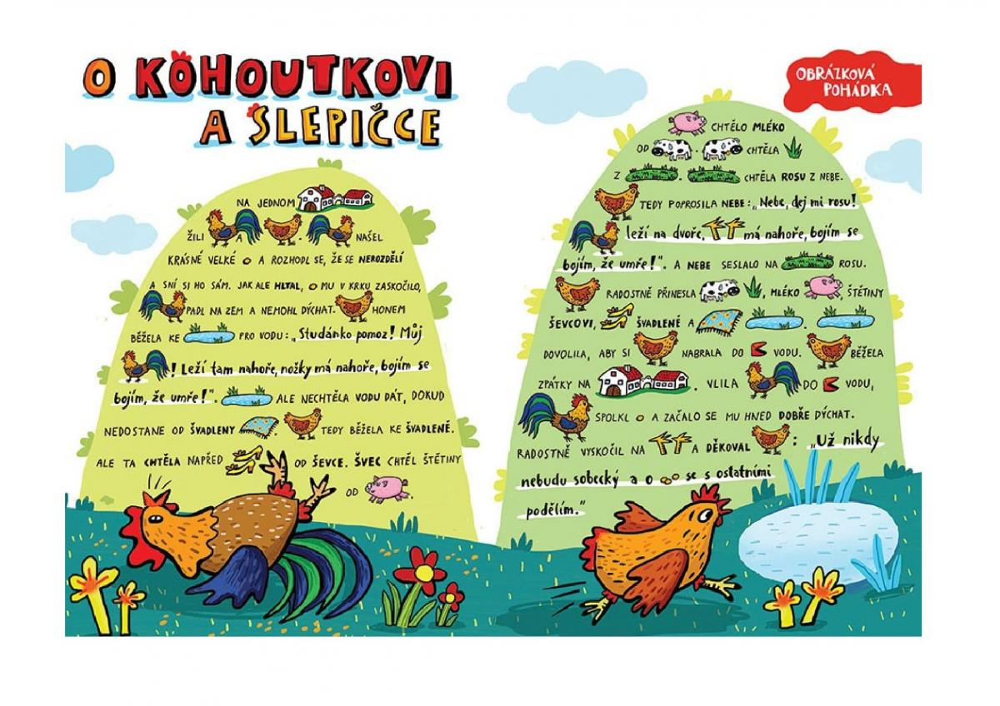 O KOHOUTKOVI
A SLEPIČCE
NA JEDNOM
ŽILI A . NAŠEL
KRÁSNÉ VELKÉ A ROZHODL SE, ŽE SE NEROZDĚLÍ
A SNÍ SI HO SÁM. JAK ALE HLTAL, MU V KRKU ZASKOČILO,
PADL NA ZEM A NEMOHL DÝCHAT. HONEM
BĚŽELA KE PRO VODU: „Studánko pomoz! Můj
! Leží tam nahoře, nožky má nahoře, bojím se
bojím, že umře!". ALE NECHTĚLA VODU DÁT, DOKUD
NEDOSTANE OD ŠVADLENY . TEDY BĚŽELA KE ŠVADLENĚ.
ALE TA CHTĚLA NAPŘED OD ŠEVCE. ŠVEC CHTĚL ŠTĚTINY
OD .
OBRÁZKOVÁ
POHÁDKA
CHTĚLO MLÉKO
OD . CHTĚLA
Z . CHTĚLA ROSU Z NEBE.
TEDY POPROSILA NEBE: „Nebe, dej mi rosu!
leží na dvoře, má nahoře, bojím se
bojím, že umře!". A NEBE SESLALO NA ROSU.
RADOSTNĚ PŘINESLA , MLÉKO ŠTĚTINY
ŠEVCOVI, ŠVADLENĚ A .
DOVOLILA, ABY SI NABRALA DO VODU. BĚŽELA
ZPÁTKY NA . VLILA DO VODU,
SPOLKL A ZAČALO SE MU HNED DOBŘE DÝCHAT.
RADOSTNĚ VYSKOČIL NA A DĚKOVAL : „Už nikdy
nebudu sobecký a o se s ostatními
podělím."